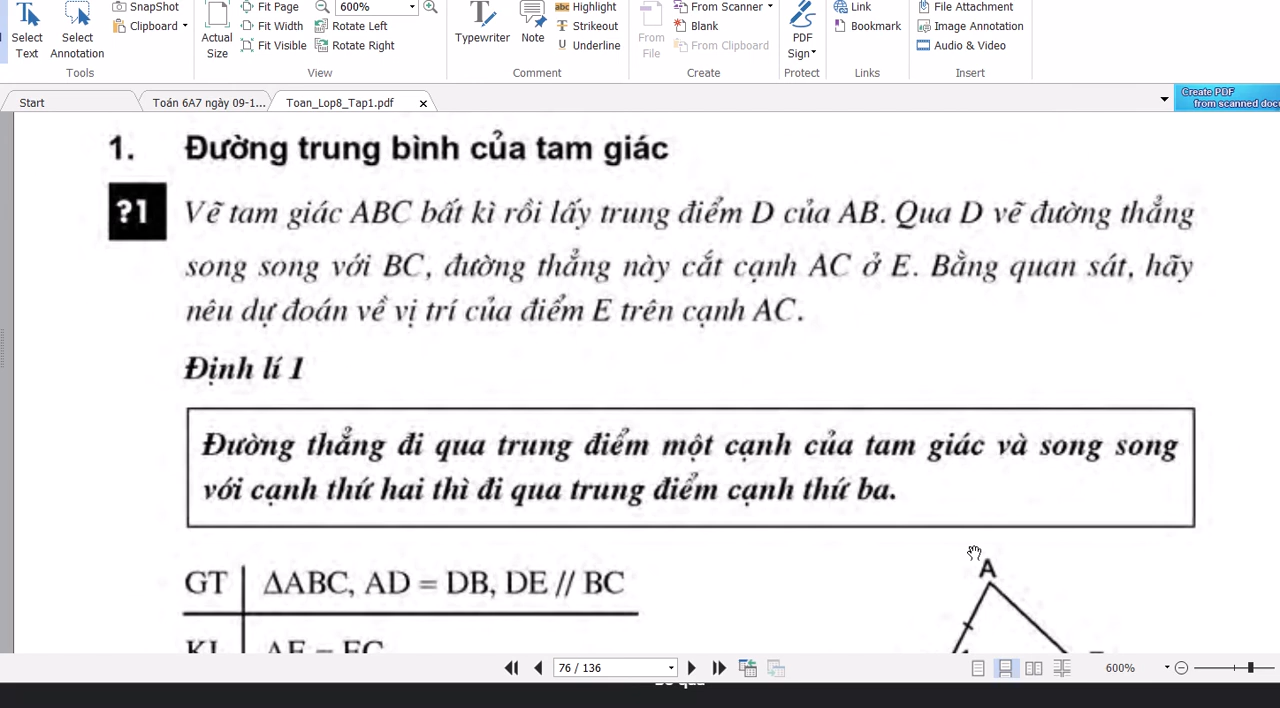 SnapShot Fit Page 600% Highlight From Scanner Link File Attachment
Clipboard Fit Width Rotate Left Strikeout Blank Bookmark Image Annotation
Select Text Select Annotation Actual Size Fit Visible Rotate Right Typewriter Note Underline From File From Clipboard PDF Sign Audio & Video
Tools View Comment Create Protect Links Insert
Create PDF
from scanned doc
Start Toán 6A7 ngày 09-1... Toan_Lop8_Tap1.pdf
1. Đường trung bình của tam giác
?1 Vẽ tam giác ABC bất kì rồi lấy trung điểm D của AB. Qua D vẽ đường thẳng
song song với BC, đường thẳng này cắt cạnh AC ở E. Bằng quan sát, hãy
nêu dự đoán về vị trí của điểm E trên cạnh AC.
Định lí 1
Đường thẳng đi qua trung điểm một cạnh của tam giác và song song
với cạnh thứ hai thì đi qua trung điểm cạnh thứ ba.
A
GT ΔABC, AD = DB, DE // BC
KL AE = EC
76 / 136 600%